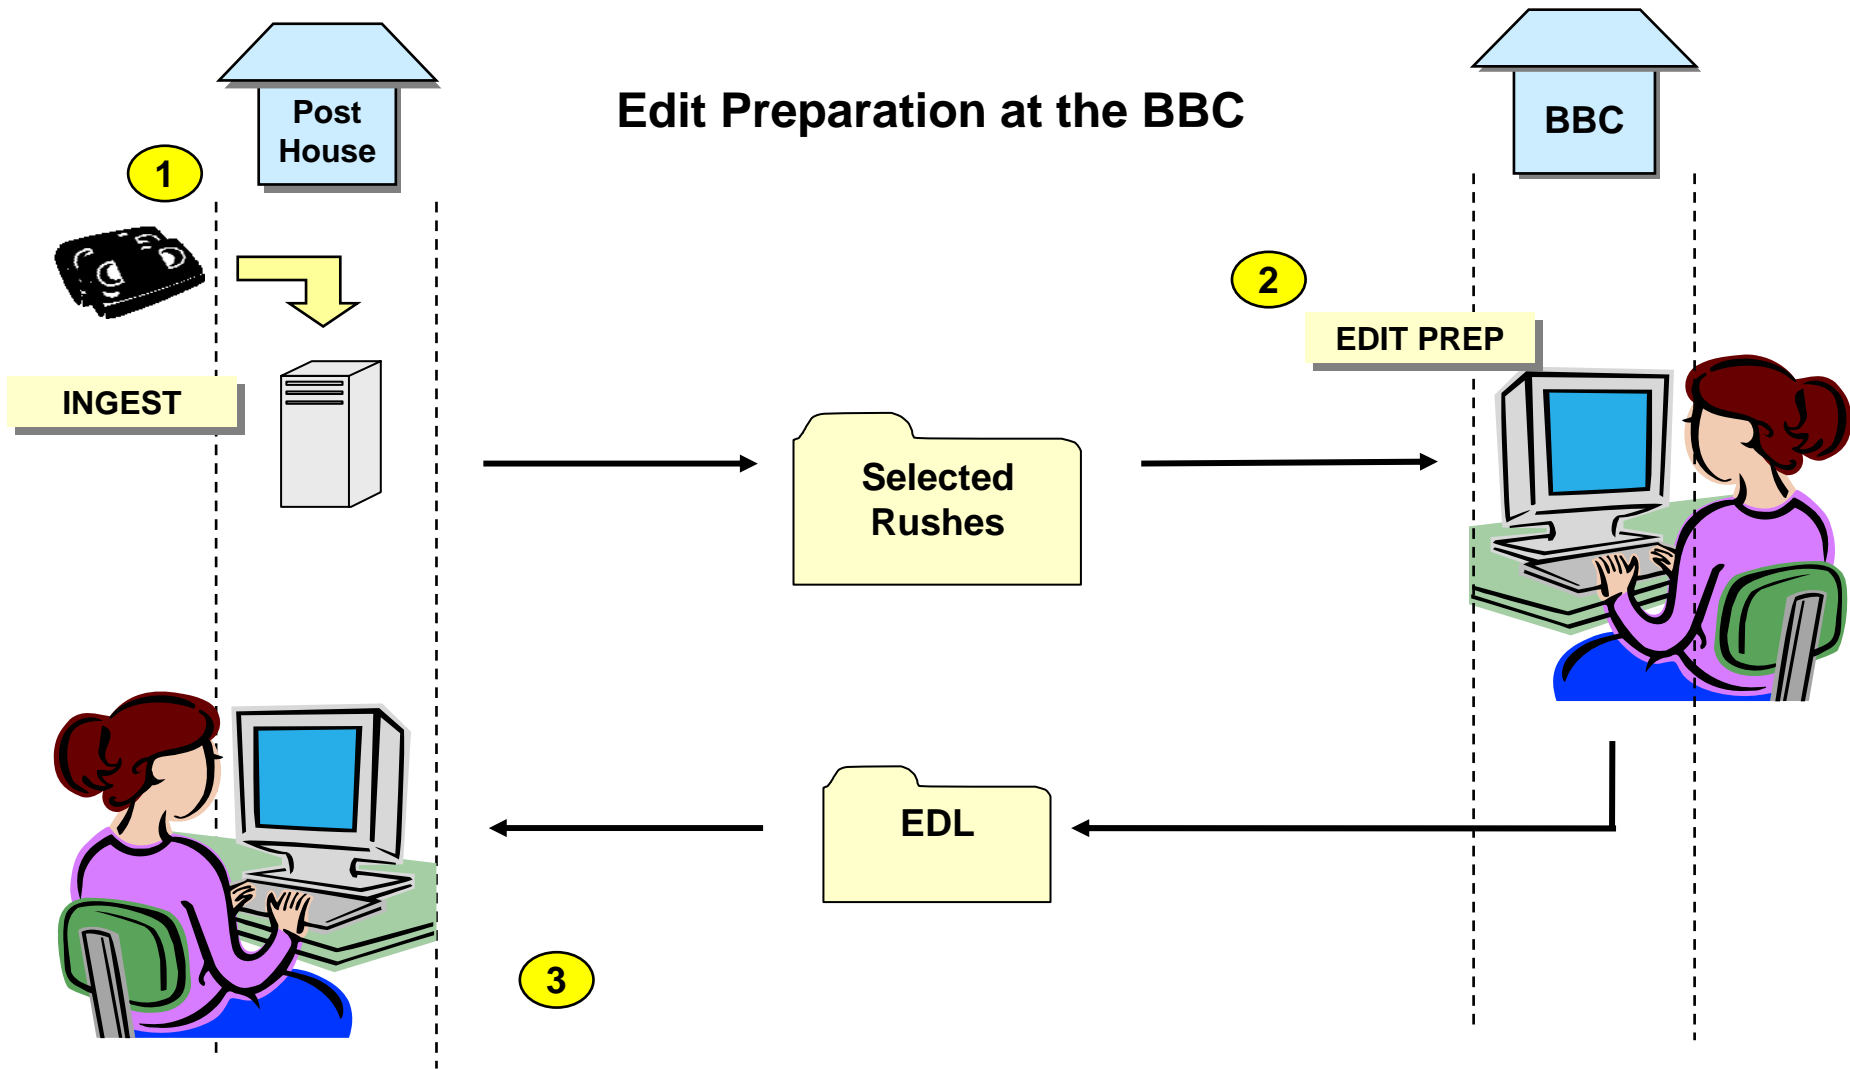 Post
House
Edit Preparation at the BBC
BBC
1
2
EDIT PREP
INGEST
Selected
Rushes
EDL
3